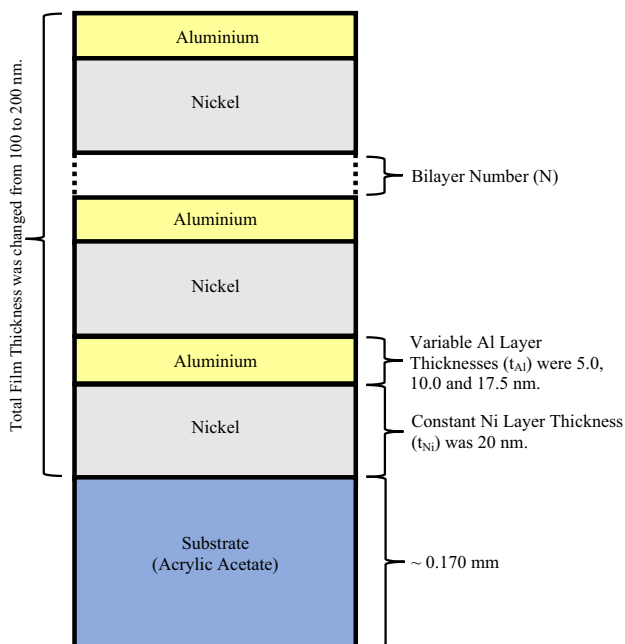 Total Film Thickness was changed from 100 to 200 nm.
Aluminium
Nickel
Bilayer Number (N)
Aluminium
Nickel
Aluminium
Variable Al Layer
Thicknesses (tAl) were 5.0,
10.0 and 17.5 nm.
Nickel
Constant Ni Layer Thickness
(tNi) was 20 nm.
Substrate
(Acrylic Acetate)
~ 0.170 mm